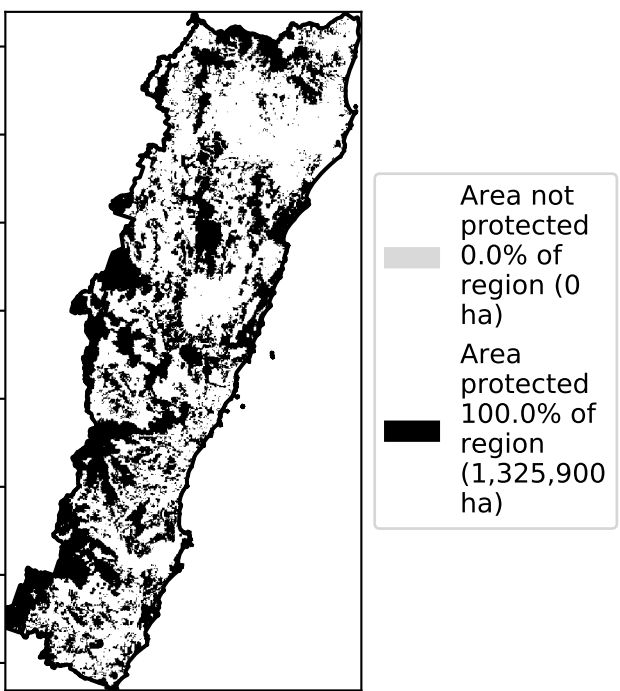 Area not
protected
0.0% of
region (0
ha)
Area
protected
100.0% of
region
(1,325,900
ha)